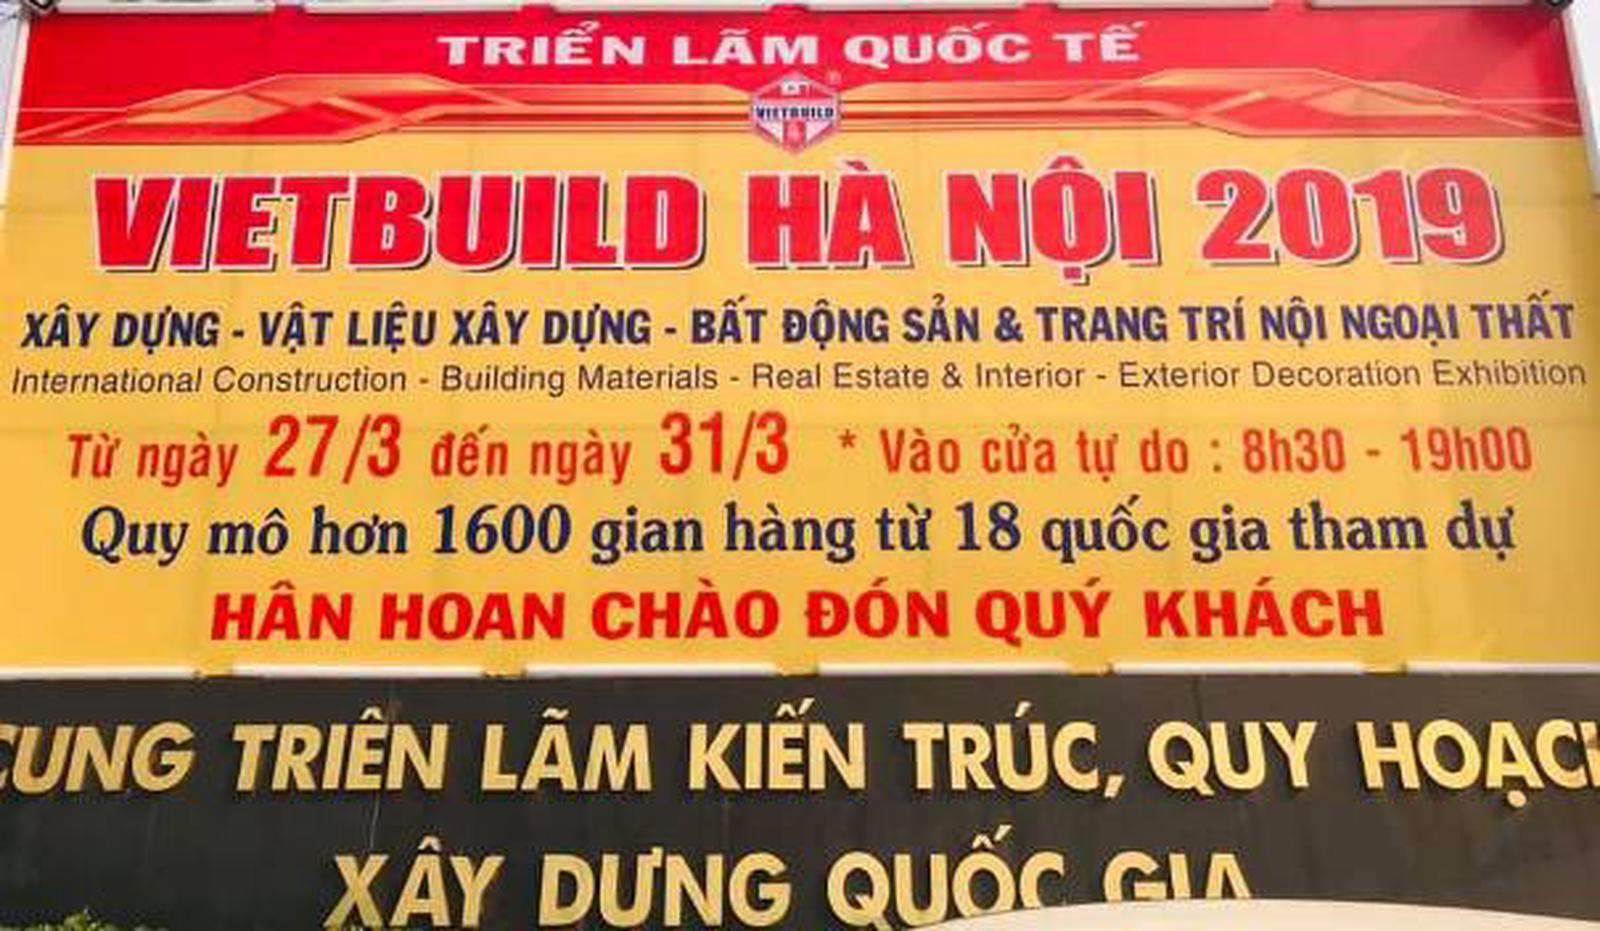 TRIỂN LÃM QUỐC TẾ
VIETBUILD
VIETBUILD HÀ NỘI 2019
XÂY DỰNG - VẬT LIỆU XÂY DỰNG - BẤT ĐỘNG SẢN & TRANG TRÍ NỘI NGOẠI THẤT
International Construction - Building Materials - Real Estate & Interior - Exterior Decoration Exhibition
Từ ngày 27/3 đến ngày 31/3 * Vào cửa tự do : 8h30 - 19h00
Quy mô hơn 1600 gian hàng từ 18 quốc gia tham dự
HÂN HOAN CHÀO ĐÓN QUÝ KHÁCH
CUNG TRIÊN LÃM KIẾN TRÚC, QUY HOẠCH
XÂY DƯNG QUỐC GIA